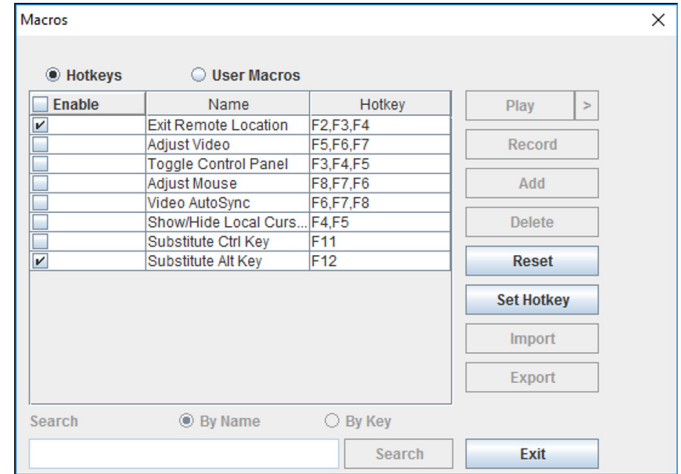 Macros
Hotkeys User Macros
Enable Name Hotkey
Exit Remote Location F2,F3,F4
Adjust Video F5,F6,F7
Toggle Control Panel F3,F4,F5
Adjust Mouse F8,F7,F6
Video AutoSync F6,F7,F8
Show/Hide Local Curs... F4,F5
Substitute Ctrl Key F11
Substitute Alt Key F12
Play >
Record
Add
Delete
Reset
Set Hotkey
Import
Export
Search By Name By Key
Search Exit